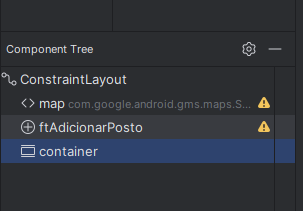 Component Tree
ConstraintLayout
<> map com.google.android.gms.maps.S...
ftAdicionarPosto
container